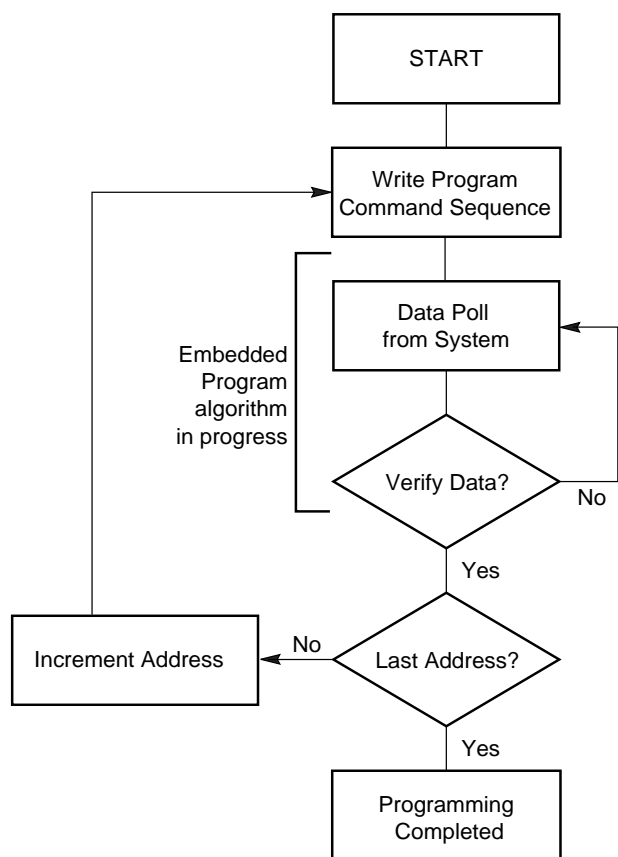 START
Write Program
Command Sequence
Data Poll
from System
Embedded
Program
algorithm
in progress
Verify Data?
No
Yes
No
Increment Address
Last Address?
Yes
Programming
Completed